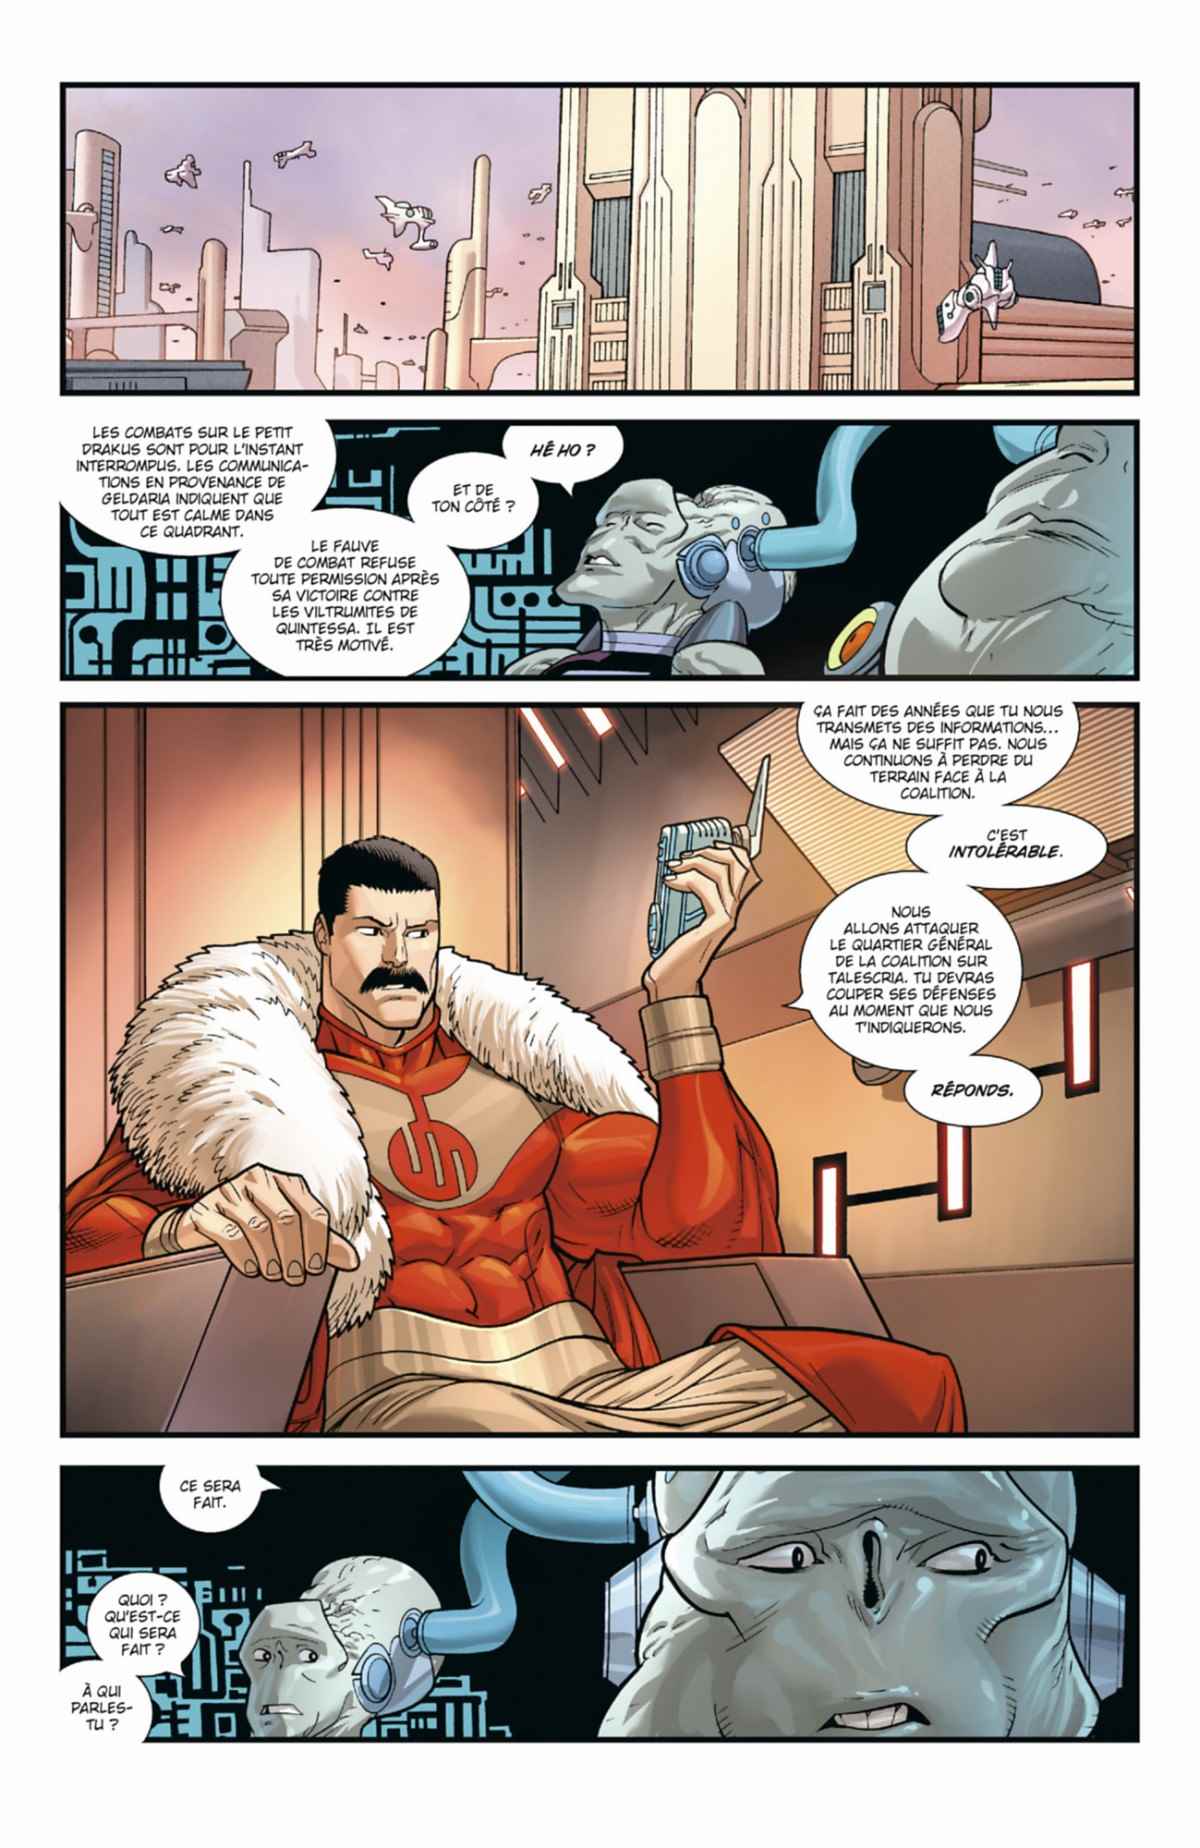 LES COMBATS SUR LE PETIT
DRAKUS SONT POUR L'INSTANT
INTERROMPUS. LES COMMUNICA-
TIONS EN PROVENANCE DE
GELDARIA INDIQUENT QUE
TOUT EST CALME DANS
CE QUADRANT.
LE FAUVE
DE COMBAT REFUSE
TOUTE PERMISSION APRÈS
SA VICTOIRE CONTRE
LES VILTRUMITES DE
QUINTESSA. IL EST
TRÈS MOTIVÉ.
ET DE
TON CÔTÉ ?
HÉ HO ?
ÇA FAIT DES ANNÉES QUE TU NOUS
TRANSMETS DES INFORMATIONS...
MAIS ÇA NE SUFFIT PAS. NOUS
CONTINUONS À PERDRE DU
TERRAIN FACE À LA
COALITION.
C'EST
INTOLÉRABLE.
NOUS
ALLONS ATTAQUER
LE QUARTIER GÉNÉRAL
DE LA COALITION SUR
TALESCRIA. TU DEVRAS
COUPER SES DÉFENSES
AU MOMENT QUE NOUS
T'INDIQUERONS.
RÉPONDS.
CE SERA
FAIT.
QUOI ?
QU'EST-CE
QUI SERA
FAIT ?
À QUI
PARLES-
TU ?